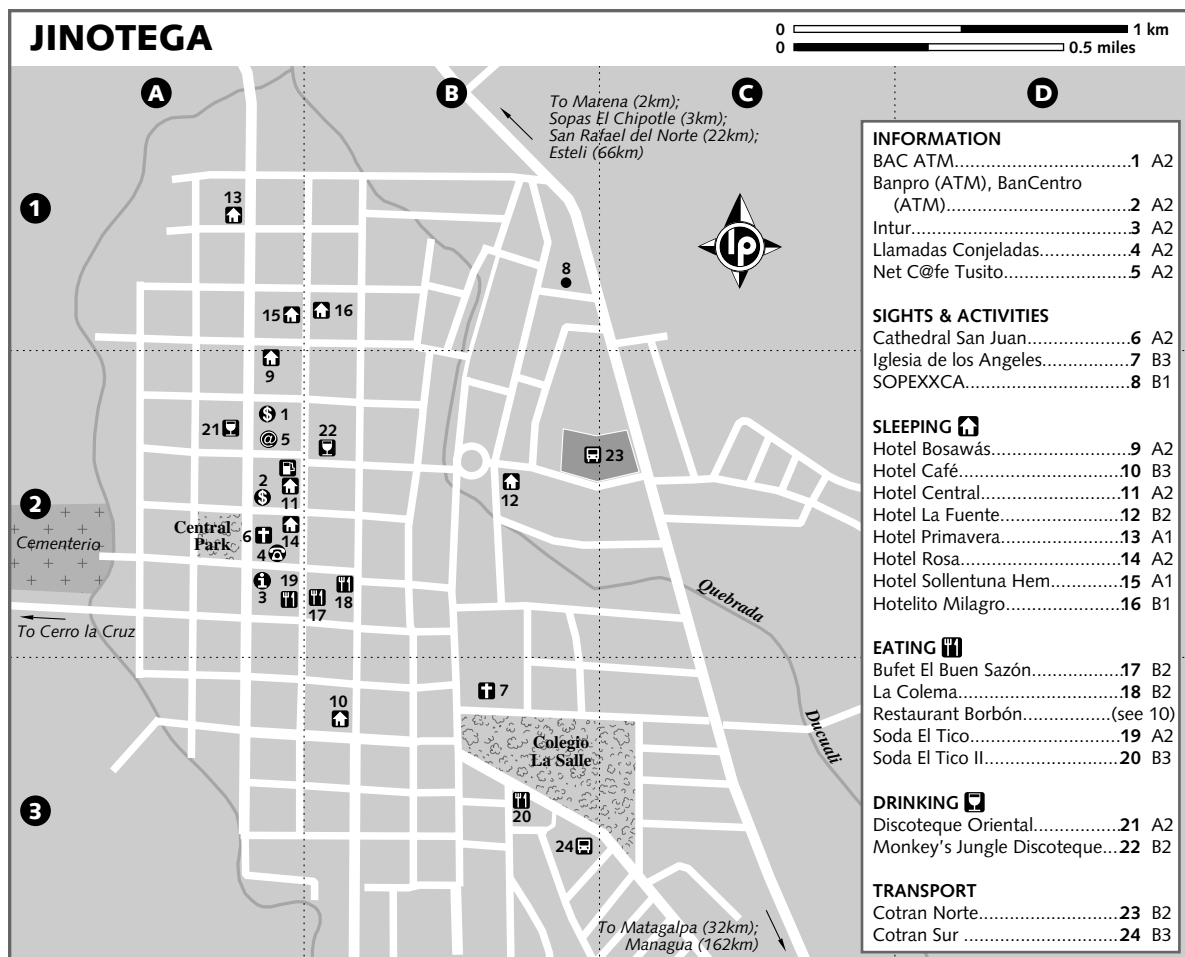 JINOTEGA
0 1 km
0 0.5 miles
A B C D
To Marena (2km);
Sopas El Chipotle (3km);
San Rafael del Norte (22km);
Esteli (66km)
1
13
lp
8
15 16
9
1
21 5
22
23
2
2
11
12
Central
Park
6
14
4
Cementerio
3
19
17
18
To Cerro la Cruz
Quebrada
Ducuali
10
7
Colegio
La Salle
3
20
24
To Matagalpa (32km);
Managua (162km)
INFORMATION
BAC ATM.................................1 A2
Banpro (ATM), BanCentro
(ATM)..................................2 A2
Intur.......................................3 A2
Llamadas Conjeladas................4 A2
Net C@fe Tusito.......................5 A2
SIGHTS & ACTIVITIES
Cathedral San Juan...................6 A2
Iglesia de los Angeles................7 B3
SOPEXXCA..............................8 B1
SLEEPING
Hotel Bosawás.........................9 A2
Hotel Café..............................10 B3
Hotel Central..........................11 A2
Hotel La Fuente......................12 B2
Hotel Primavera......................13 A1
Hotel Rosa.............................14 A2
Hotel Sollentuna Hem.............15 A1
Hotelito Milagro.....................16 B1
EATING
Bufet El Buen Sazón................17 B2
La Colema..............................18 B2
Restaurant Borbón...........(see 10)
Soda El Tico...........................19 A2
Soda El Tico II........................20 B3
DRINKING
Discoteque Oriental................21 A2
Monkey's Jungle Discoteque...22 B2
TRANSPORT
Cotran Norte..........................23 B2
Cotran Sur .............................24 B3